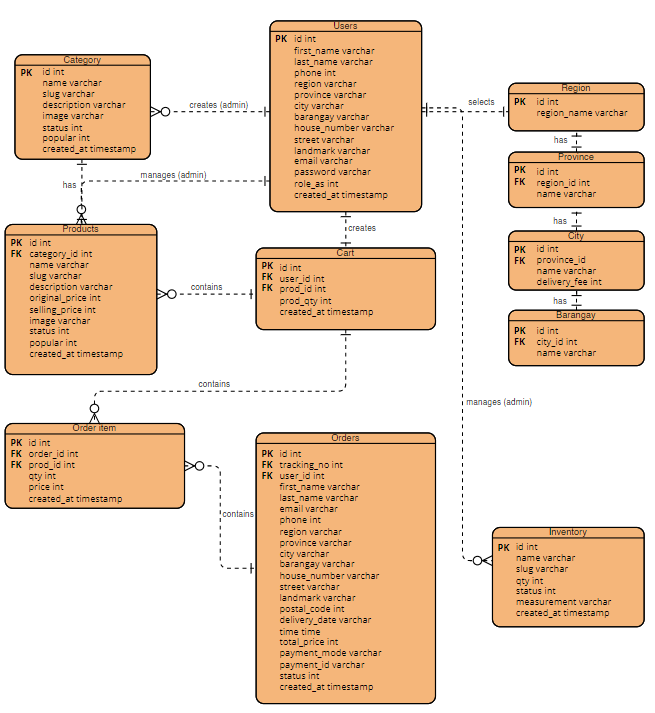 Users
PK id int
first_name varchar
last_name varchar
phone int
region varchar
province varchar
city varchar
barangay varchar
house_number varchar
street varchar
landmark varchar
email varchar
password varchar
role_as int
created_at timestamp
Category
PK id int
name varchar
slug varchar
description varchar
image varchar
status int
popular int
created_at timestamp
creates (admin)
selects
Region
PK id int
region_name varchar
has
Province
PK id int
FK region_id int
name varchar
has
manages (admin)
has
Products
PK id int
FK category_id int
name varchar
slug varchar
description varchar
original_price int
selling_price int
image varchar
status int
popular int
created_at timestamp
creates
Cart
PK id int
FK user_id int
FK prod_id int
prod_qty int
created_at timestamp
contains
City
PK id int
FK province_id
name varchar
delivery_fee int
has
Barangay
PK id int
FK city_id int
name varchar
contains
manages (admin)
Order item
PK id int
FK order_id int
FK prod_id int
qty int
price int
created_at timestamp
contains
Orders
PK id int
FK tracking_no int
FK user_id int
first_name varchar
last_name varchar
email varchar
phone int
region varchar
province varchar
city varchar
barangay varchar
house_number varchar
street varchar
landmark varchar
postal_code int
delivery_date varchar
time time
total_price int
payment_mode varchar
payment_id varchar
status int
created_at timestamp
Inventory
PK id int
name varchar
slug varchar
qty int
status int
measurement varchar
created_at timestamp